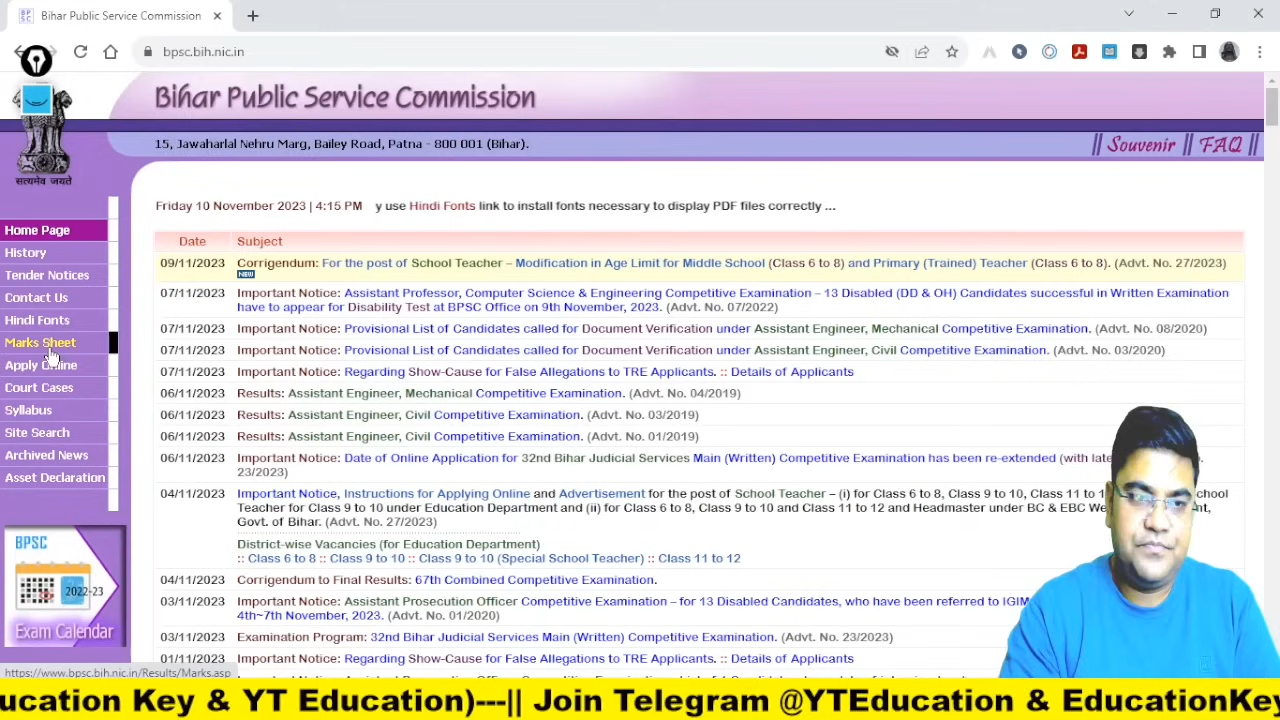 Bihar Public Service Commission
bpsc.bih.nic.in
Bihar Public Service Commission
सत्यमेव जयते
15, Jawaharlal Nehru Marg, Bailey Road, Patna - 800 001 (Bihar).
|| Souvenir || FAQ ||
Friday 10 November 2023 | 4:15 PM y use Hindi Fonts link to install fonts necessary to display PDF files correctly ...
Home Page
History
Tender Notices
Contact Us
Hindi Fonts
Marks Sheet
Apply Online
Court Cases
Syllabus
Site Search
Archived News
Asset Declaration
BPSC
2022-23
Exam Calendar
Date Subject
09/11/2023 Corrigendum: For the post of School Teacher – Modification in Age Limit for Middle School (Class 6 to 8) and Primary (Trained) Teacher (Class 6 to 8). (Advt. No. 27/2023)
NEW
07/11/2023 Important Notice: Assistant Professor, Computer Science & Engineering Competitive Examination – 13 Disabled (DD & OH) Candidates successful in Written Examination
have to appear for Disability Test at BPSC Office on 9th November, 2023. (Advt. No. 07/2022)
07/11/2023 Important Notice: Provisional List of Candidates called for Document Verification under Assistant Engineer, Mechanical Competitive Examination. (Advt. No. 08/2020)
07/11/2023 Important Notice: Provisional List of Candidates called for Document Verification under Assistant Engineer, Civil Competitive Examination. (Advt. No. 03/2020)
07/11/2023 Important Notice: Regarding Show-Cause for False Allegations to TRE Applicants. :: Details of Applicants
06/11/2023 Results: Assistant Engineer, Mechanical Competitive Examination. (Advt. No. 04/2019)
06/11/2023 Results: Assistant Engineer, Civil Competitive Examination. (Advt. No. 03/2019)
06/11/2023 Results: Assistant Engineer, Civil Competitive Examination. (Advt. No. 01/2019)
06/11/2023 Important Notice: Date of Online Application for 32nd Bihar Judicial Services Main (Written) Competitive Examination has been re-extended (with
23/2023)
04/11/2023 Important Notice, Instructions for Applying Online and Advertisement for the post of School Teacher – (i) for Class 6 to 8, Class 9 to 10, Class 11 to
Teacher for Class 9 to 10 under Education Department and (ii) for Class 6 to 8, Class 9 to 10 and Class 11 to 12 and Headmaster under BC & EBC
Govt. of Bihar. (Advt. No. 27/2023)
District-wise Vacancies (for Education Department)
:: Class 6 to 8 :: Class 9 to 10 :: Class 9 to 10 (Special School Teacher) :: Class 11 to 12
04/11/2023 Corrigendum to Final Results: 67th Combined Competitive Examination.
03/11/2023 Important Notice: Assistant Prosecution Officer Competitive Examination – for 13 Disabled Candidates, who have been referred to
4th~7th November, 2023. (Advt. No. 01/2020)
03/11/2023 Examination Program: 32nd Bihar Judicial Services Main (Written) Competitive Examination. (Advt. No. 23/2023)
01/11/2023 Important Notice: Regarding Show-Cause for False Allegations to TRE Applicants. :: Details of Applicants
https://www.bpsc.bih.nic.in/Results/Marks.asp
ucation Key & YT Education)---|| Join Telegram @YTEducation & EducationKey